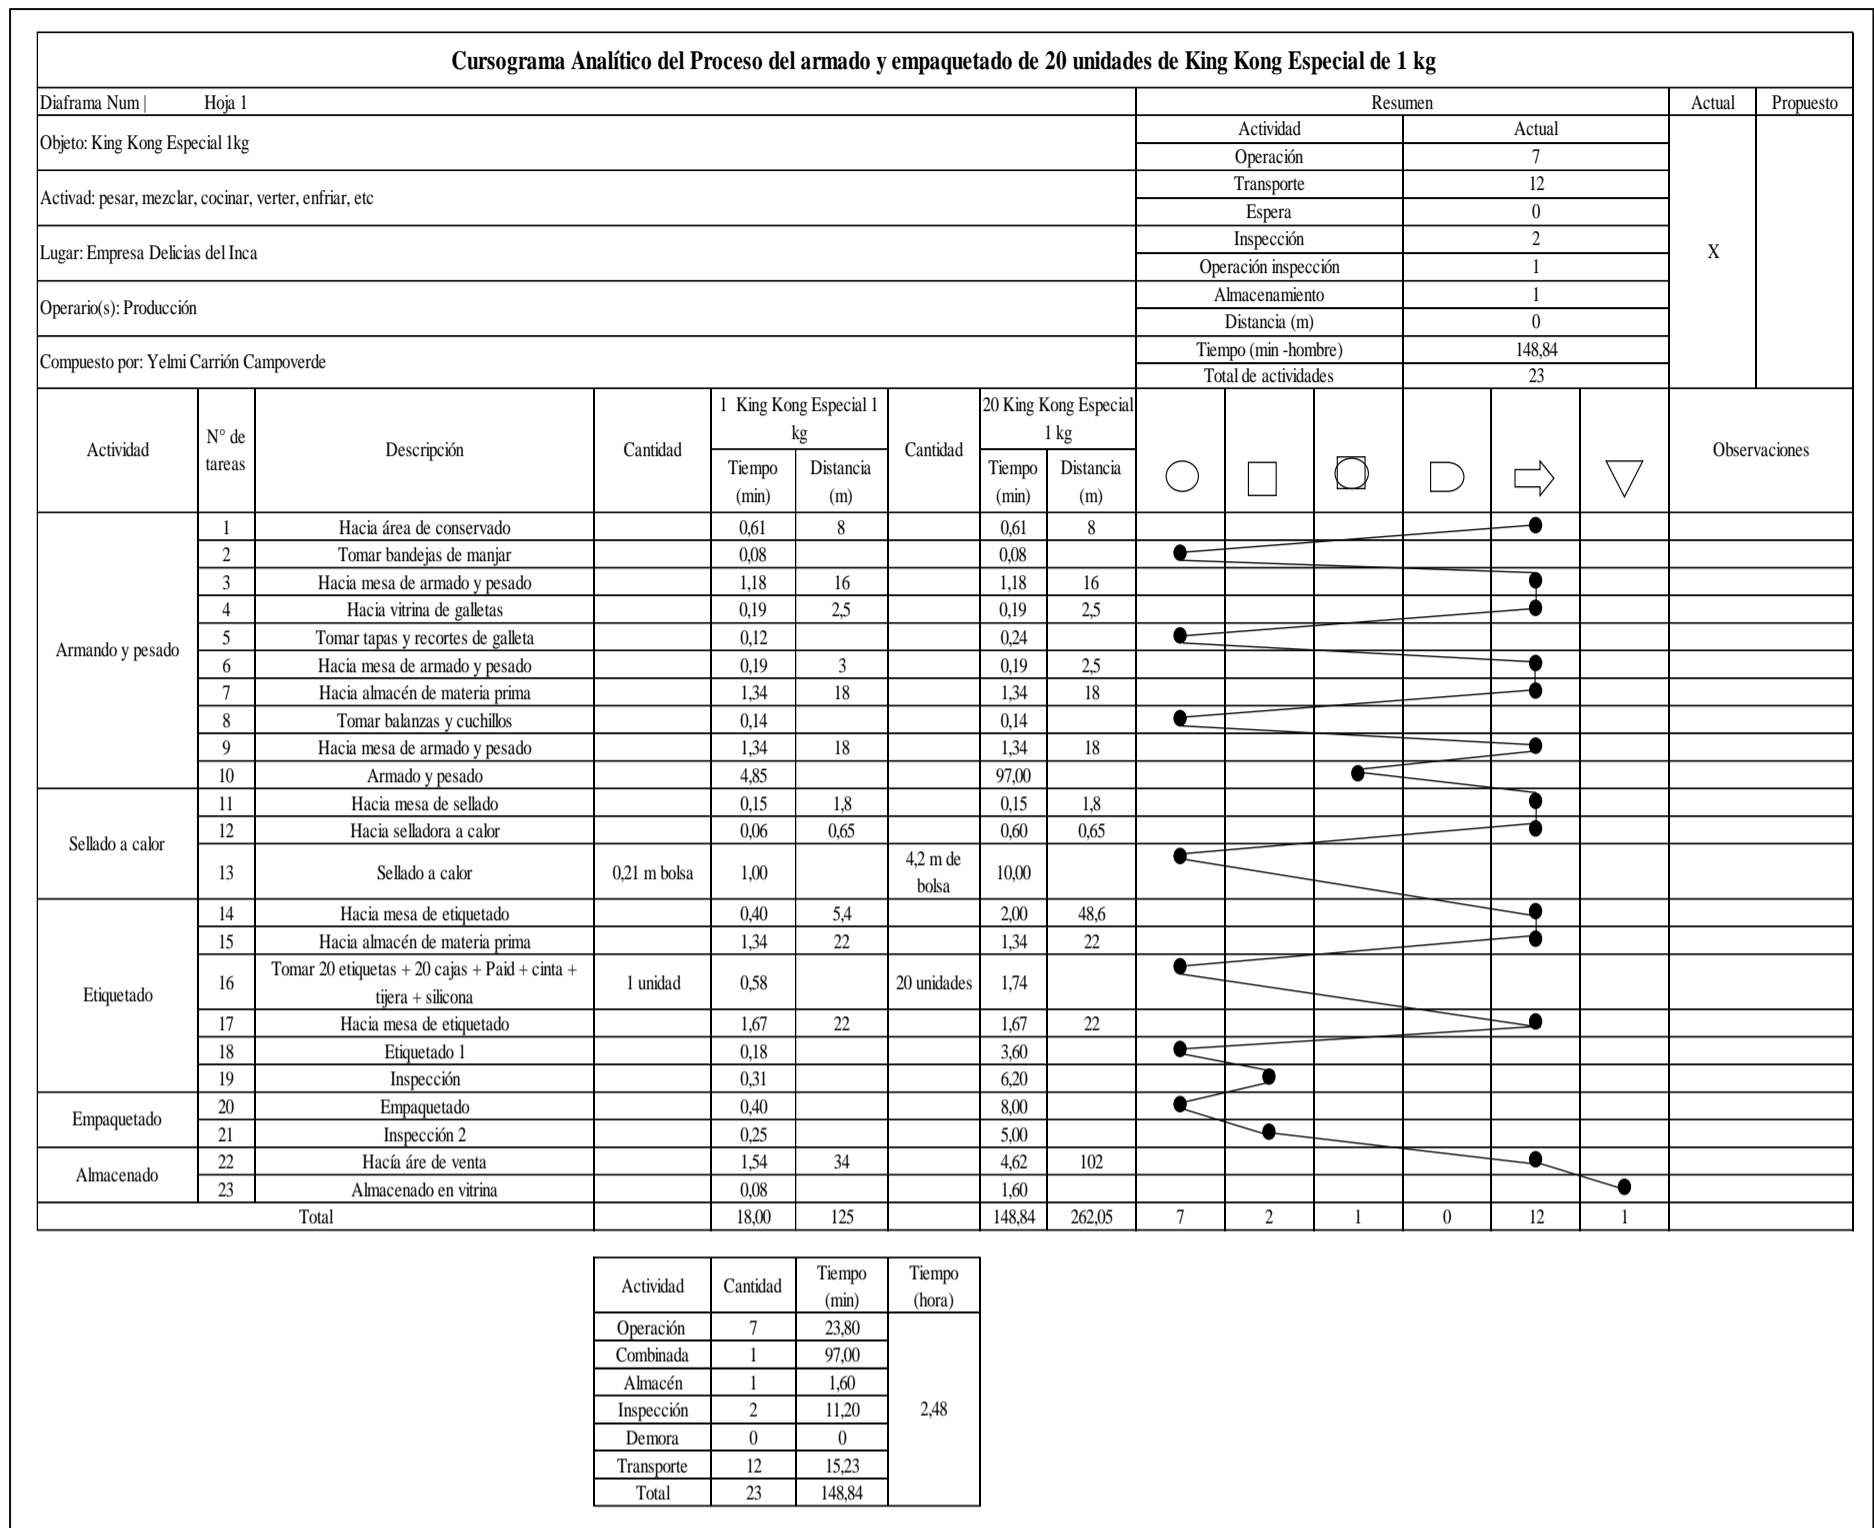 Cursograma Analítico del Proceso del armado y empaquetado de 20 unidades de King Kong Especial de 1 kg
Diaframa Num | Hoja 1 Resumen Actual Propuesto
Objeto: King Kong Especial 1kg
Actividad Actual
Operación 7
Activad: pesar, mezclar, cocinar, verter, enfriar, etc
Transporte 12
Espera 0
Lugar: Empresa Delicias del Inca
Inspección 2
X
Operación inspección 1
Operario(s): Producción
Almacenamiento 1
Distancia (m) 0
Compuesto por: Yelmi Carrión Campoverde
Tiempo (min -hombre) 148,84
Total de actividades 23
Actividad
N° de
tareas
Descripción
Cantidad
1 King Kong Especial 1
kg
Tiempo
(min)
Distancia
(m)
Cantidad
20 King Kong Especial
1 kg
Tiempo
(min)
Distancia
(m)
Observaciones
Armando y pesado
1 Hacia área de conservado 0,61 8 0,61 8
2 Tomar bandejas de manjar 0,08 0,08
3 Hacia mesa de armado y pesado 1,18 16 1,18 16
4 Hacia vitrina de galletas 0,19 2,5 0,19 2,5
5 Tomar tapas y recortes de galleta 0,12 0,24
6 Hacia mesa de armado y pesado 0,19 3 0,19 2,5
7 Hacia almacén de materia prima 1,34 18 1,34 18
8 Tomar balanzas y cuchillos 0,14 0,14
9 Hacia mesa de armado y pesado 1,34 18 1,34 18
10 Armado y pesado 4,85 97,00
Sellado a calor
11 Hacia mesa de sellado 0,15 1,8 0,15 1,8
12 Hacia selladora a calor 0,06 0,65 0,60 0,65
13 Sellado a calor 0,21 m bolsa 1,00 4,2 m de
bolsa
10,00
Etiquetado
14 Hacia mesa de etiquetado 0,40 5,4 2,00 48,6
15 Hacia almacén de materia prima 1,34 22 1,34 22
16 Tomar 20 etiquetas + 20 cajas + Paid + cinta +
tijera + silicona
1 unidad 0,58 20 unidades 1,74
17 Hacia mesa de etiquetado 1,67 22 1,67 22
18 Etiquetado 1 0,18 3,60
19 Inspección 0,31 6,20
Empaquetado
20 Empaquetado 0,40 8,00
21 Inspección 2 0,25 5,00
Almacenado
22 Hacía áre de venta 1,54 34 4,62 102
23 Almacenado en vitrina 0,08 1,60
Total 18,00 125 148,84 262,05 7 2 1 0 12 1
Actividad Cantidad Tiempo
(min)
Tiempo
(hora)
Operación 7 23,80
Combinada 1 97,00
Almacén 1 1,60
Inspección 2 11,20 2,48
Demora 0 0
Transporte 12 15,23
Total 23 148,84